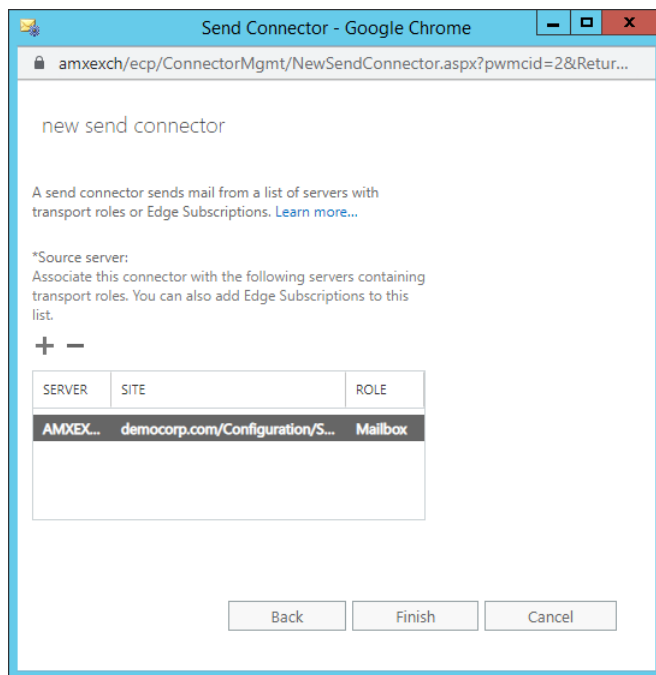 Send Connector - Google Chrome
amxexch/ecp/ConnectorMgmt/NewSendConnector.aspx?pwmcid=2&Retur...
new send connector
A send connector sends mail from a list of servers with
transport roles or Edge Subscriptions. Learn more...
*Source server:
Associate this connector with the following servers containing
transport roles. You can also add Edge Subscriptions to this
list.
SERVER SITE ROLE
AMXEX... democorp.com/Configuration/S... Mailbox
Back Finish Cancel